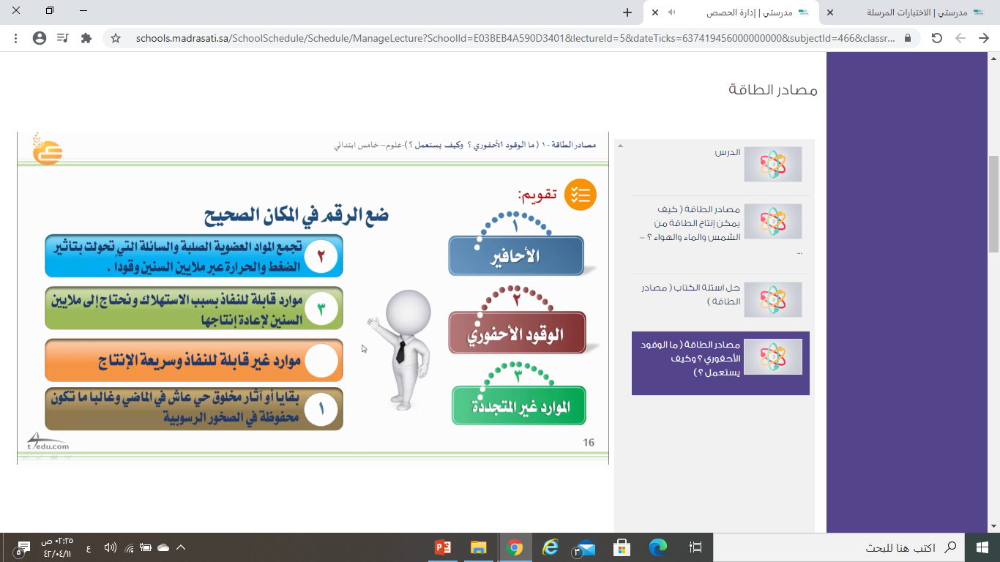 مدرستي | الاختبارات المرسلة
مدرستي | إدارة الحصص
schools.madrasati.sa/SchoolSchedule/Schedule/ManageLecture?SchoolId=E03BEB4A590D3401&lectureId=5&dateTicks=637419456000000000&subjectId=466&classr...
مصادر الطاقة
الدرس
مصادر الطاقة ( كيف
يمكن إنتاج الطاقة من
الشمس والماء والهواء ؟ –
...
حل اسئلة الكتاب ( مصادر
الطاقة )
مصادر الطاقة ( ما الوقود
الأحفوري ؟ وكيف
يستعمل ؟ )
مصادر الطاقة - ١ ( ما الوقود الأحفوري ؟ وكيف يستعمل ؟ )-علوم– خامس ابتدائي
تقويم:
ضع الرقم في المكان الصحيح
١
الأحافير
٢
الوقود الأحفوري
٣
الموارد غير المتجددة
٢
تجمع المواد العضوية الصلبة والسائلة التي تحولت بتأثير
الضغط والحرارة عبر ملايين السنين وقودا .
٣
موارد قابلة للنفاذ بسبب الاستهلاك ونحتاج إلى ملايين
السنين لإعادة إنتاجها
موارد غير قابلة للنفاذ وسريعة الإنتاج
١
بقايا أو آثار مخلوق حي عاش في الماضي وغالبا ما تكون
محفوظة في الصخور الرسوبية
16
t4edu.com
اكتب هنا للبحث
٣
ع
٠٢:٢٥ ص
٤٢/٠٤/١١
٥